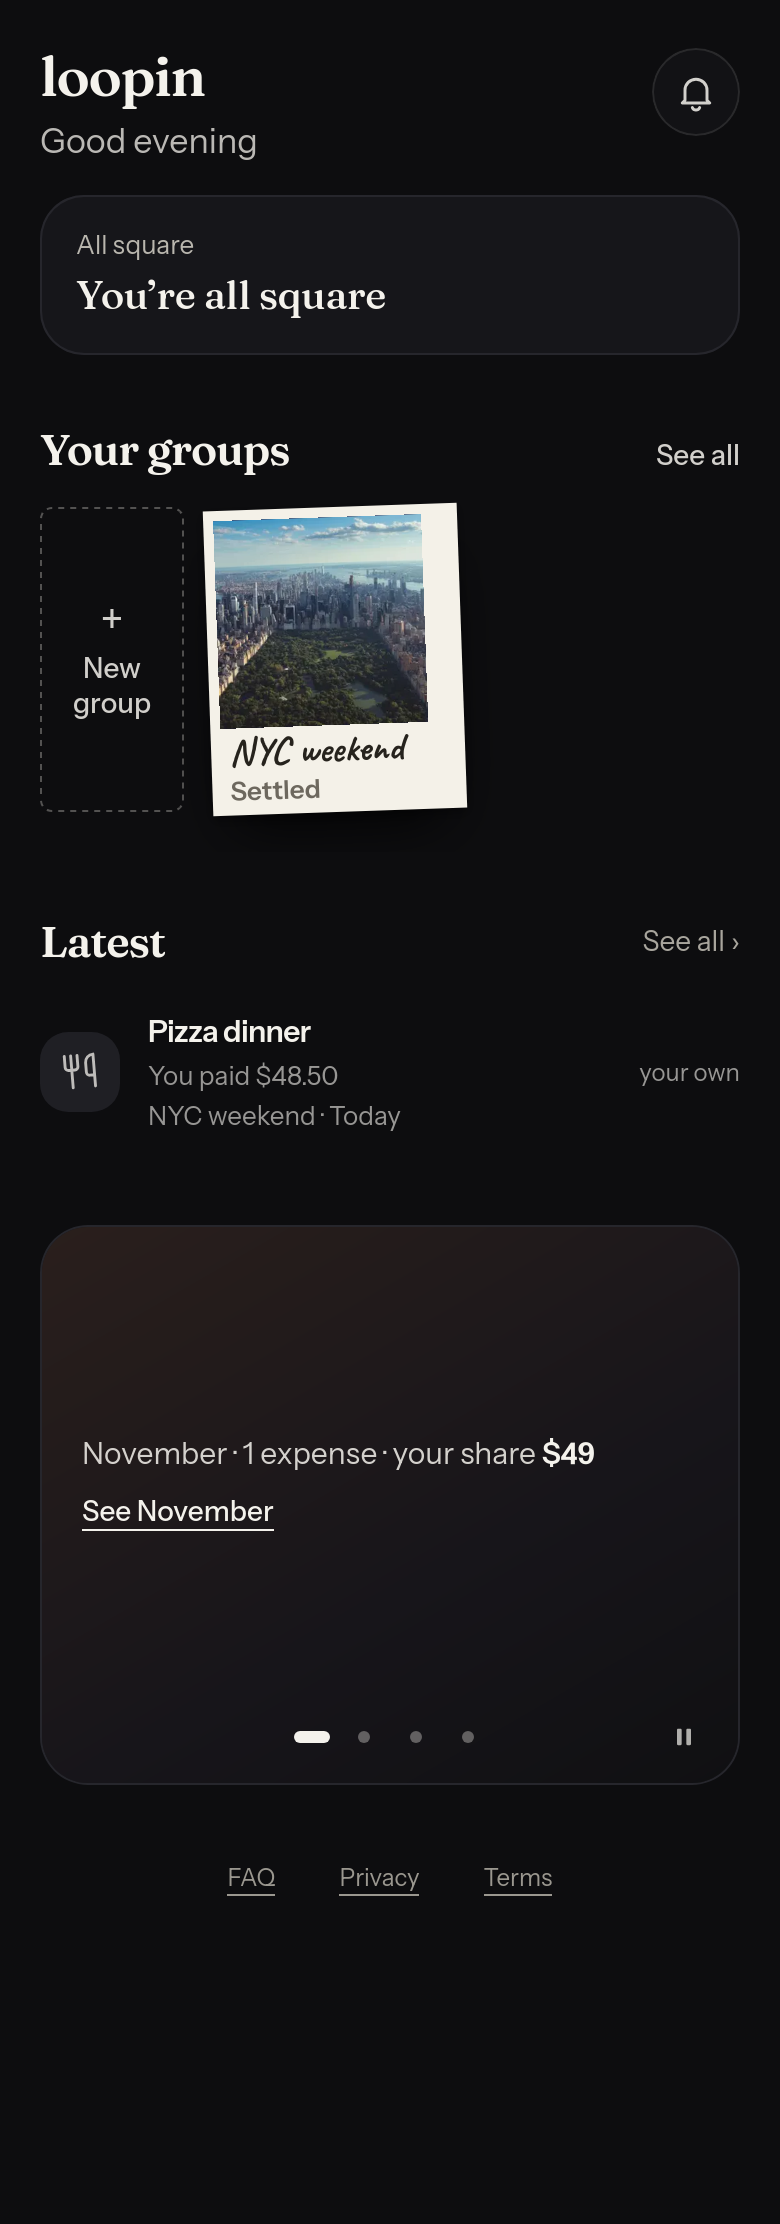 loopin
Good evening
All square
You’re all square
Your groups
See all
+
New
group
NYC weekend
Settled
Latest
See all ›
Pizza dinner
You paid $48.50
your own
NYC weekend · Today
November · 1 expense · your share $49
See November
FAQ
Privacy
Terms